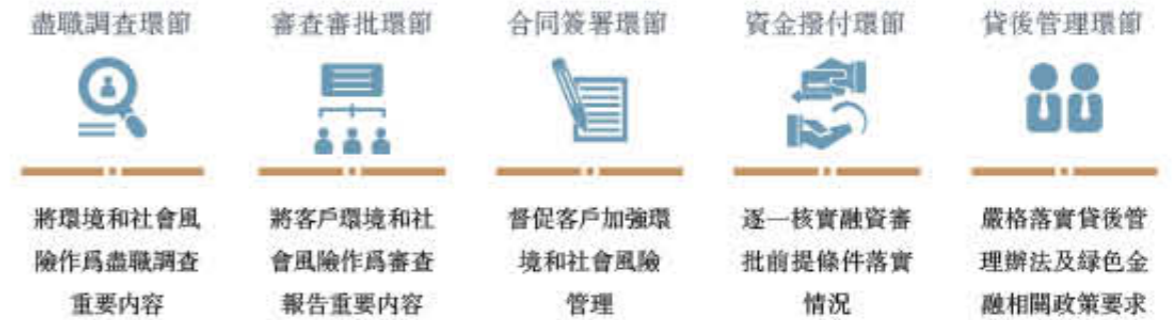 盡職調查環節
審查審批環節
合同簽署環節
資金撥付環節
貸後管理環節
將環境和社會風
險作爲盡職調查
重要內容
將客戶環境和社
會風險作爲審查
報告重要內容
督促客戶加強環
境和社會風險
管理
逐一核實融資審
批前提條件落實
情況
嚴格落實貸後管
理辦法及緑色金
融相關政策要求